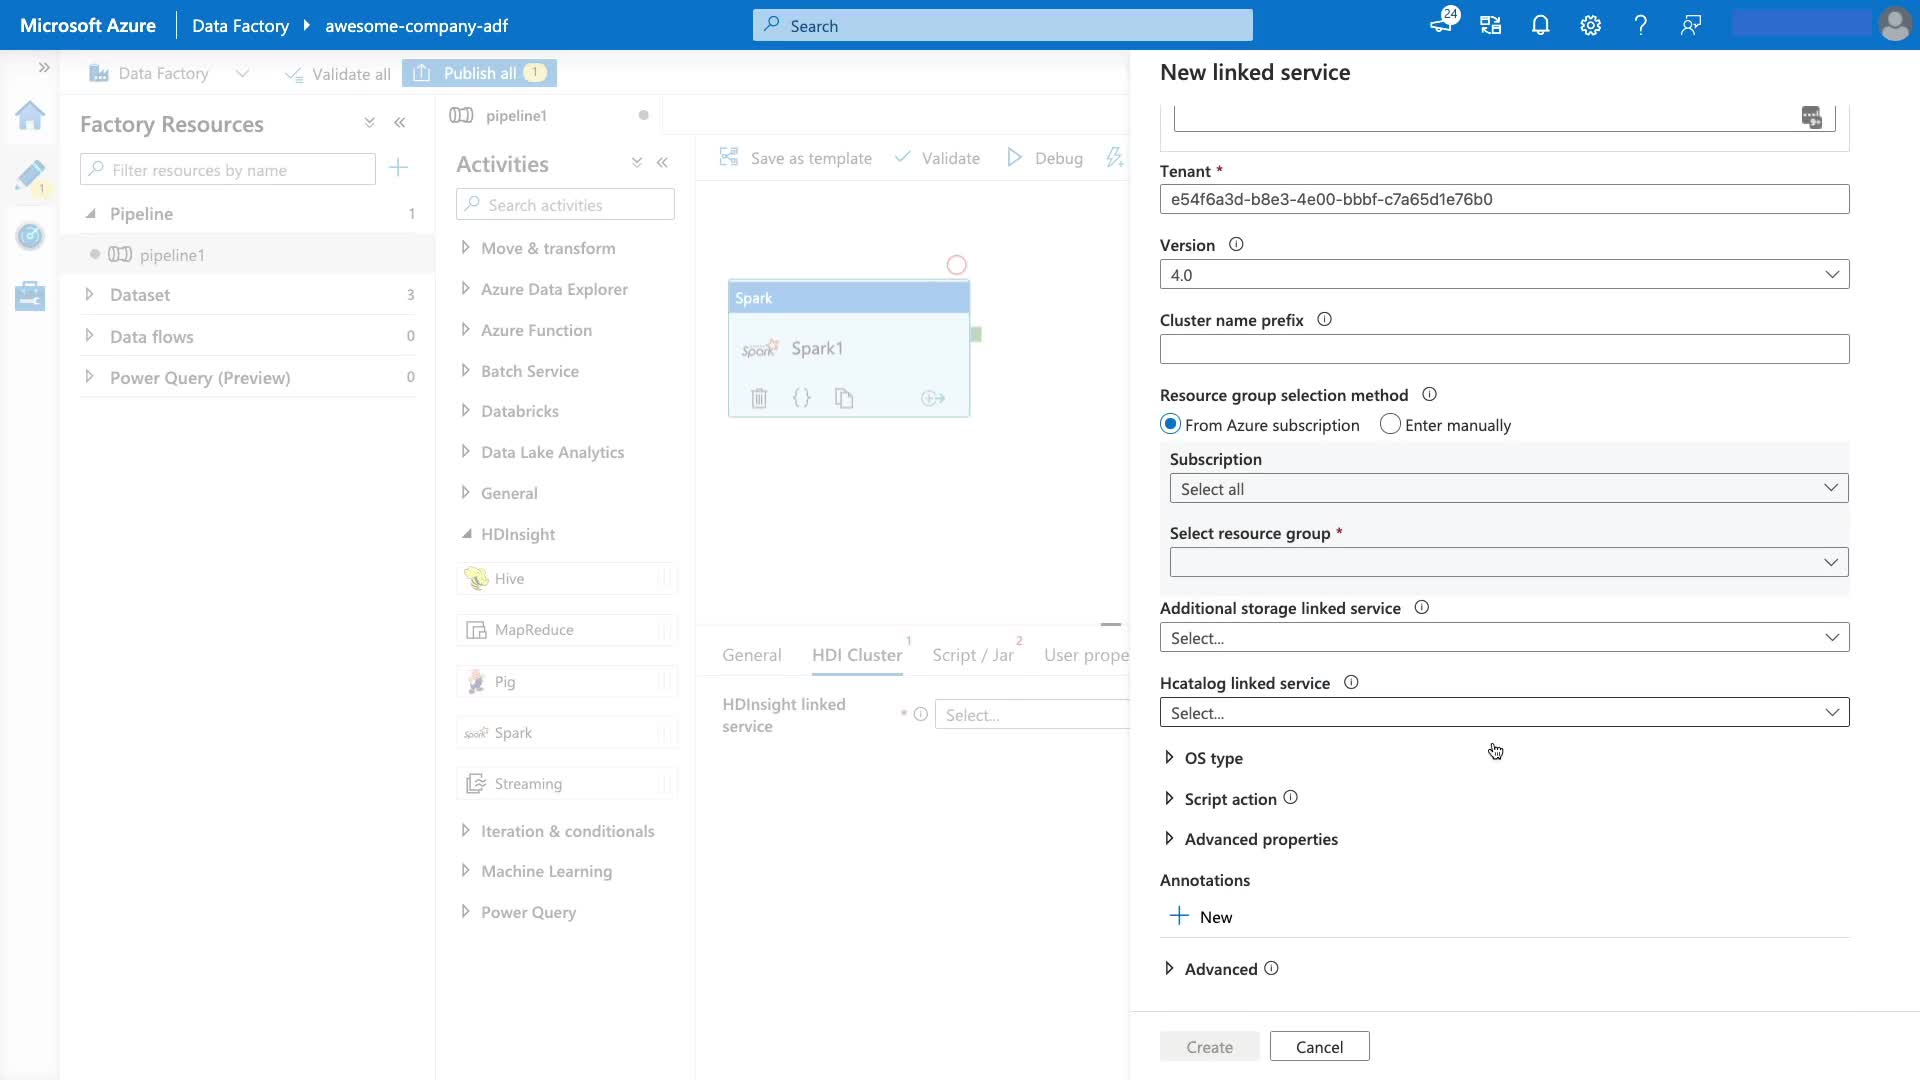 Microsoft Azure
Data Factory
awesome-company-adf
Search
24
Data Factory
Validate all
Publish all
1
Factory Resources
Filter resources by name
1
Pipeline
1
pipeline1
Dataset
3
Data flows
0
Power Query (Preview)
0
pipeline1
Activities
Search activities
Move & transform
Azure Data Explorer
Azure Function
Batch Service
Databricks
Data Lake Analytics
General
HDInsight
Hive
MapReduce
Pig
Spark
Streaming
Iteration & conditionals
Machine Learning
Power Query
Save as template
Validate
Debug
Spark
Spark
Spark1
General
HDI Cluster
1
Script / Jar
2
User prope
HDInsight linked
service
*
Select...
New linked service
9+
Tenant *
e54f6a3d-b8e3-4e00-bbbf-c7a65d1e76b0
Version
4.0
Cluster name prefix
Resource group selection method
From Azure subscription
Enter manually
Subscription
Select all
Select resource group *
Additional storage linked service
Select...
Hcatalog linked service
Select...
OS type
Script action
Advanced properties
Annotations
New
Advanced
Create
Cancel